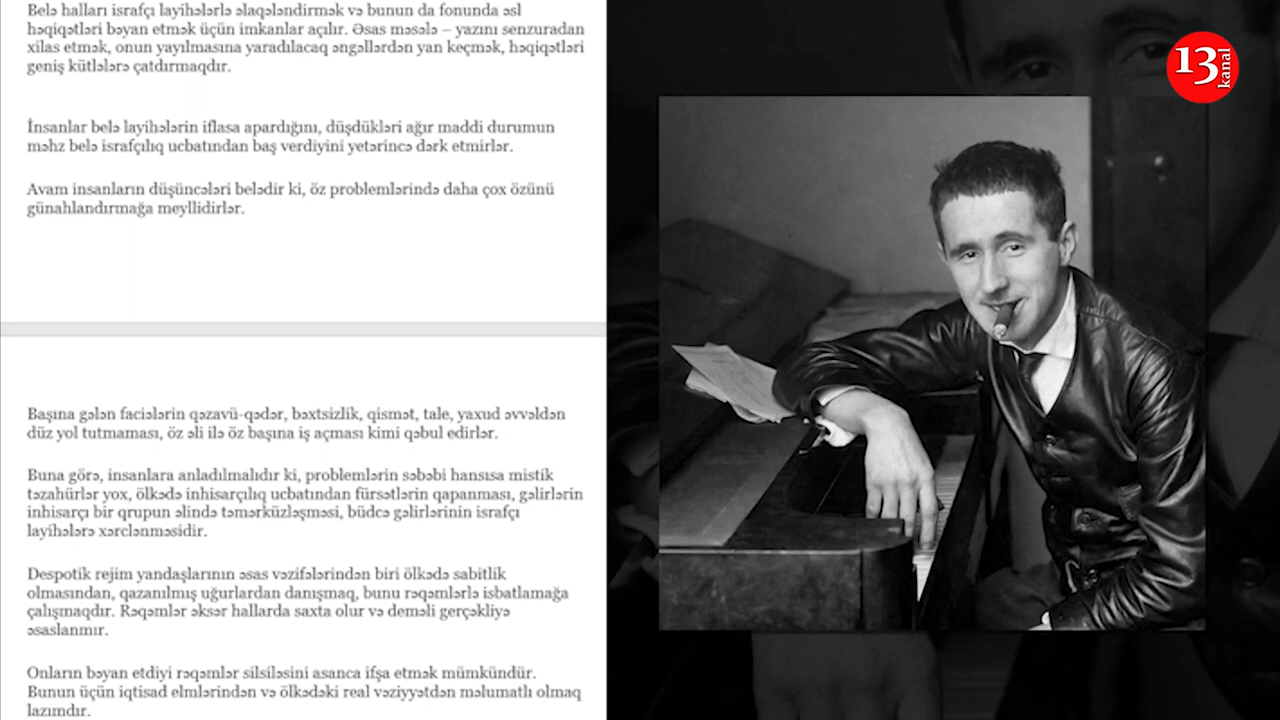 Belə halları israfçı layihələrlə əlaqələndirmək və bunun da fonunda əsl
həqiqətləri bəyan etmək üçün imkanlar açılır. Əsas məsələ – yazını senzuradan
xilas etmək, onun yayılmasına yaradılacaq əngəllərdən yan keçmək, həqiqətləri
geniş kütlələrə çatdırmaqdır.
İnsanlar belə layihələrin iflasa apardığını, düşdükləri ağır maddi durumun
məhz belə israfçılıq ucbatından baş verdiyini yetərincə dərk etmirlər.
Avam insanların düşüncələri belədir ki, öz problemlərində daha çox özünü
günahlandırmağa meyllidirlər.
Başına gələn faciələrin qəzavü-qədər, bəxtsizlik, qismət, tale, yaxud əvvəldən
düz yol tutmaması, öz əli ilə öz başına iş açması kimi qəbul edirlər.
Buna görə, insanlara anladılmalıdır ki, problemlərin səbəbi hansısa mistik
təzahürlər yox, ölkədə inhisarçılıq ucbatından fürsətlərin qapanması, gəlirlərin
inhisarçı bir qrupun əlində təmərküzləşməsi, büdcə gəlirlərinin israfçı
layihələrə xərclənməsidir.
Despotik rejim yandaşlarının əsas vəzifələrindən biri ölkədə sabitlik
olmasından, qazanılmış uğurlardan danışmaq, bunu rəqəmlərlə isbatlamağa
çalışmaqdır. Rəqəmlər əksər hallarda saxta olur və deməli gerçəkliyə
əsaslanmır.
Onların bəyan etdiyi rəqəmlər silsiləsini asanca ifşa etmək mümkündür.
Bunun üçün iqtisad elmlərindən və ölkədəki real vəziyyətdən məlumatlı olmaq
lazımdır.
13 kanal